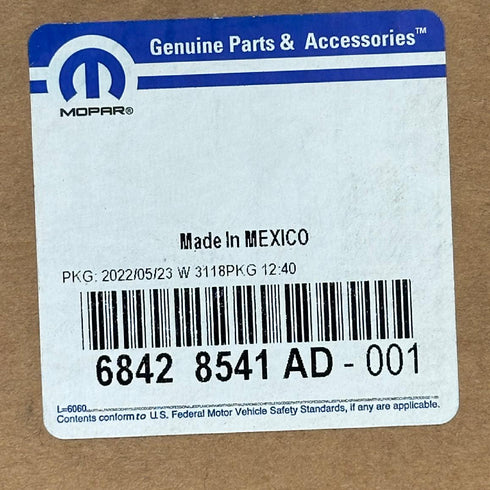 Genuine Parts & Accessories™
MOPAR®
Made In MEXICO
PKG: 2022/05/23 W 3118PKG 12:40
6842 8541 AD - 001
L=6060
Contents conform to U.S. Federal Motor Vehicle Safety Standards, if any are applicable.